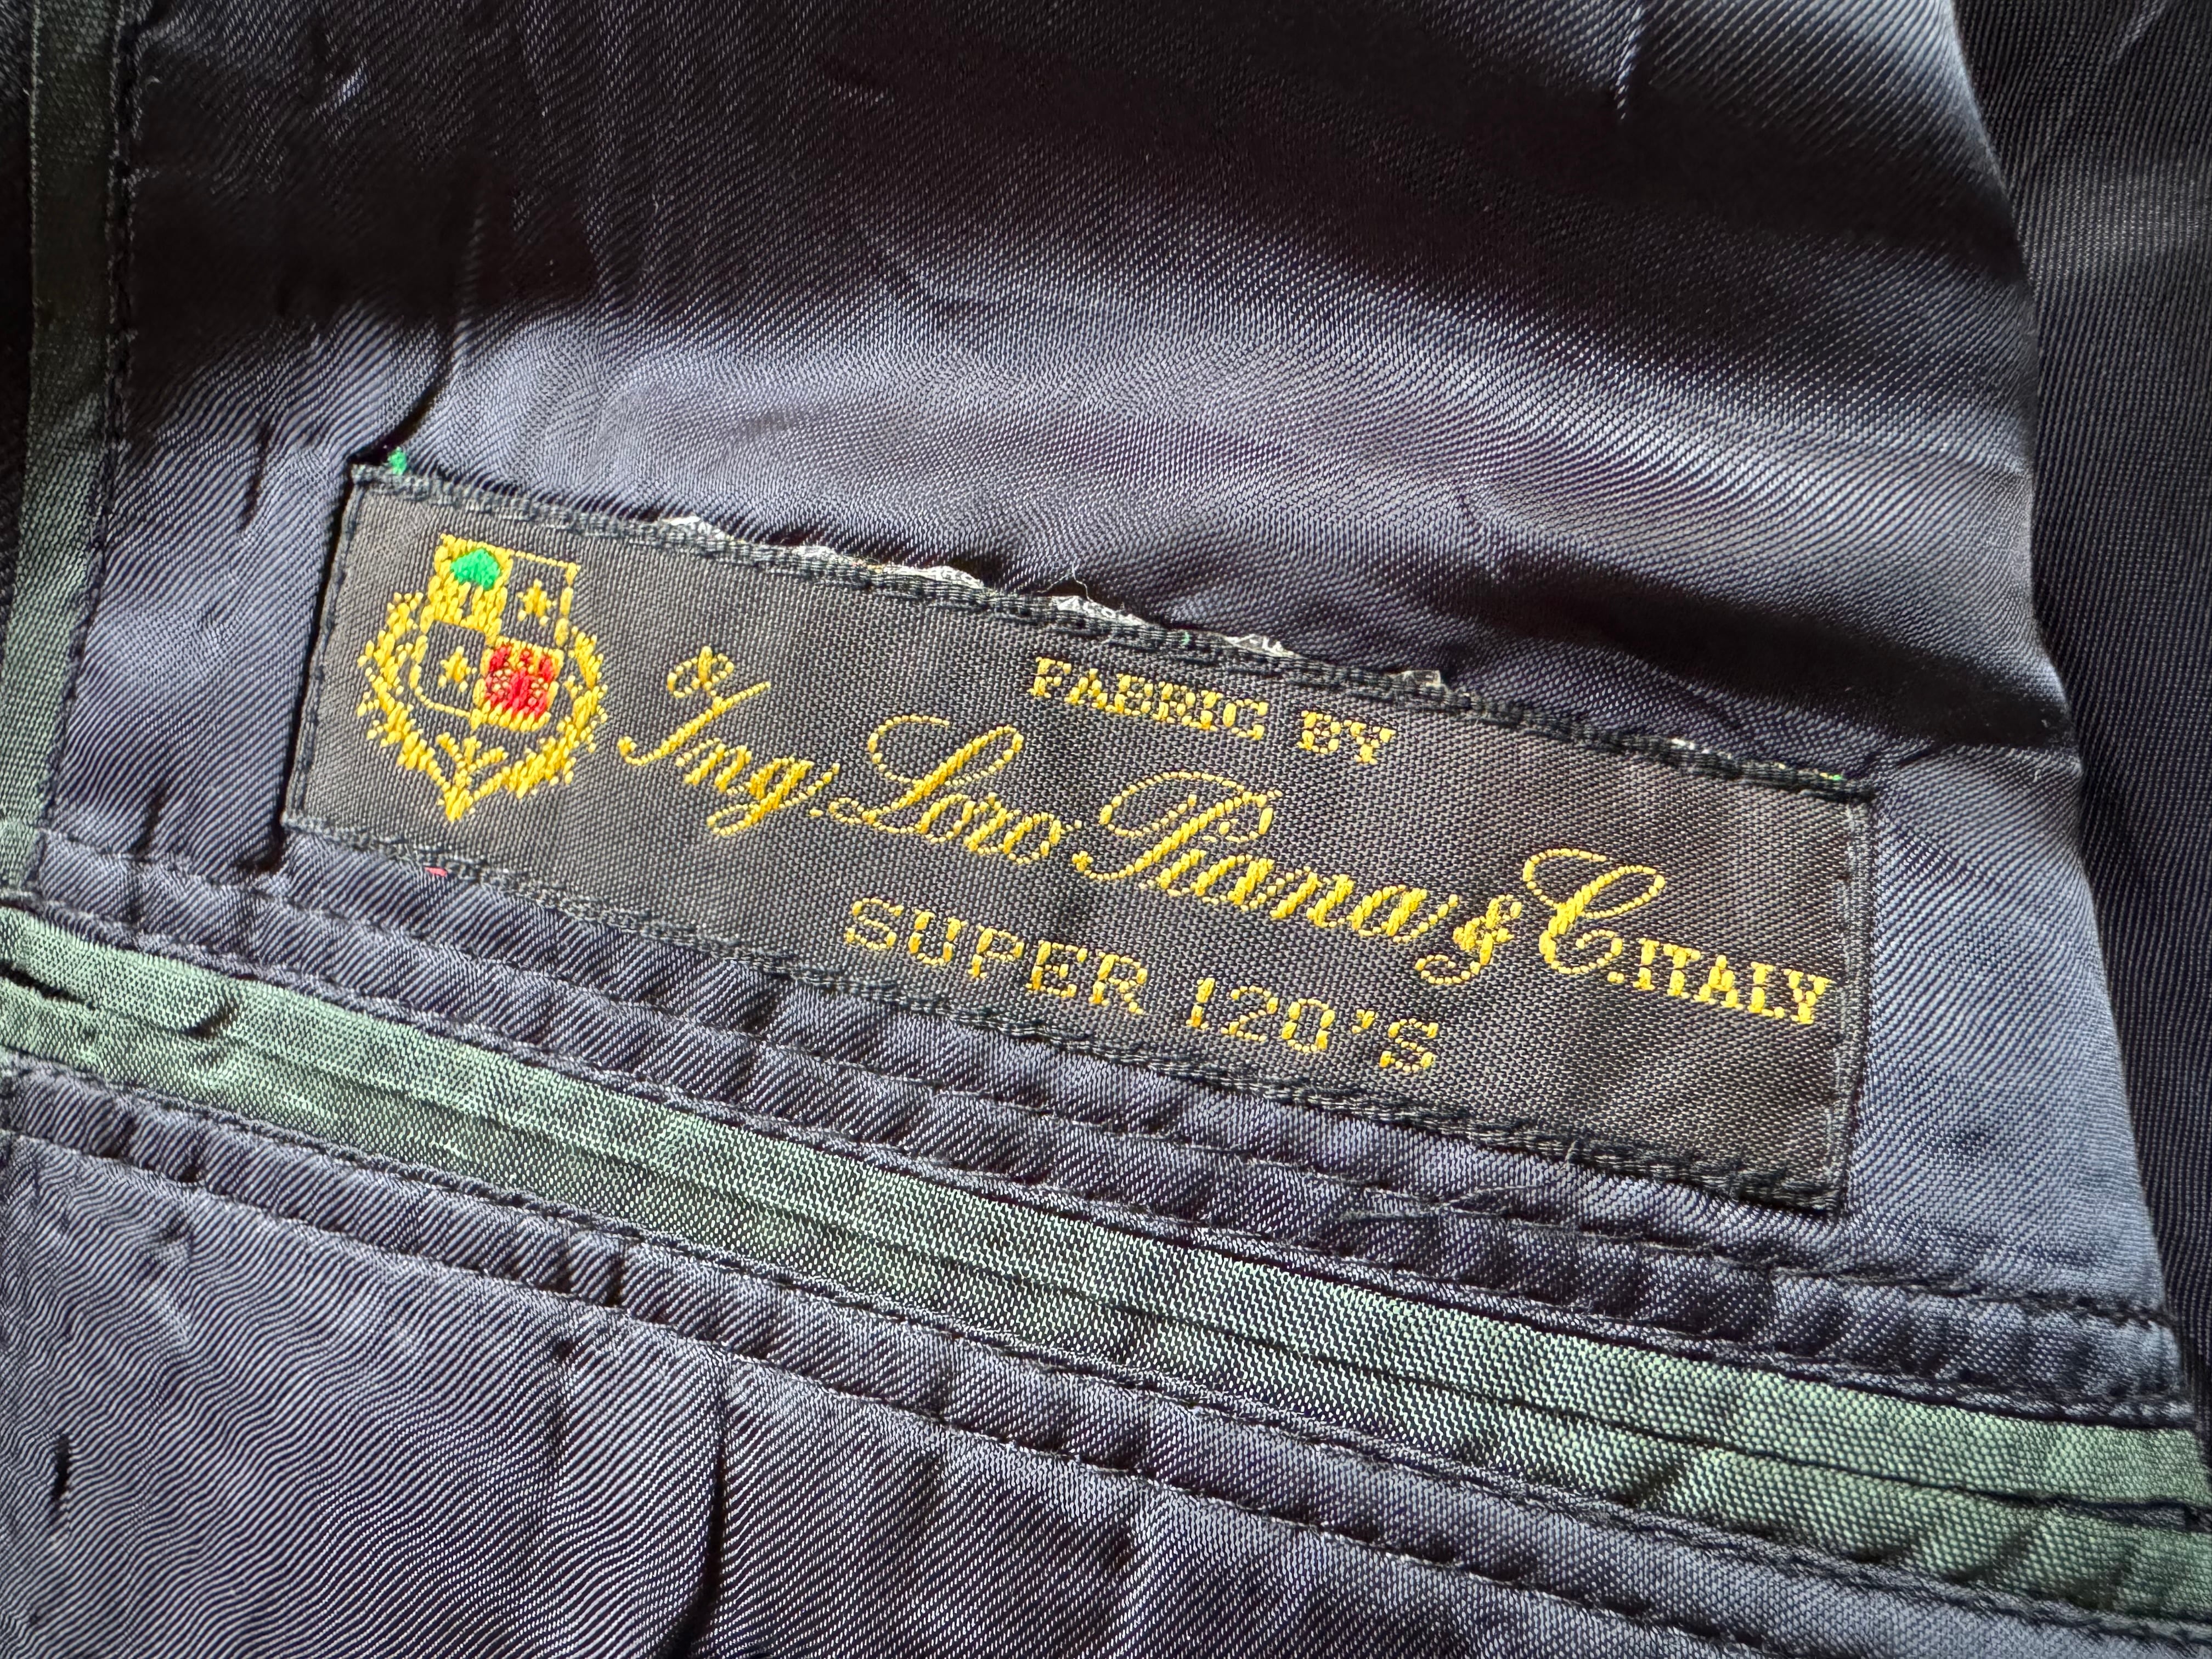 FABRIC BY
Ing. Loro Piana & C. ITALY
SUPER 120'S